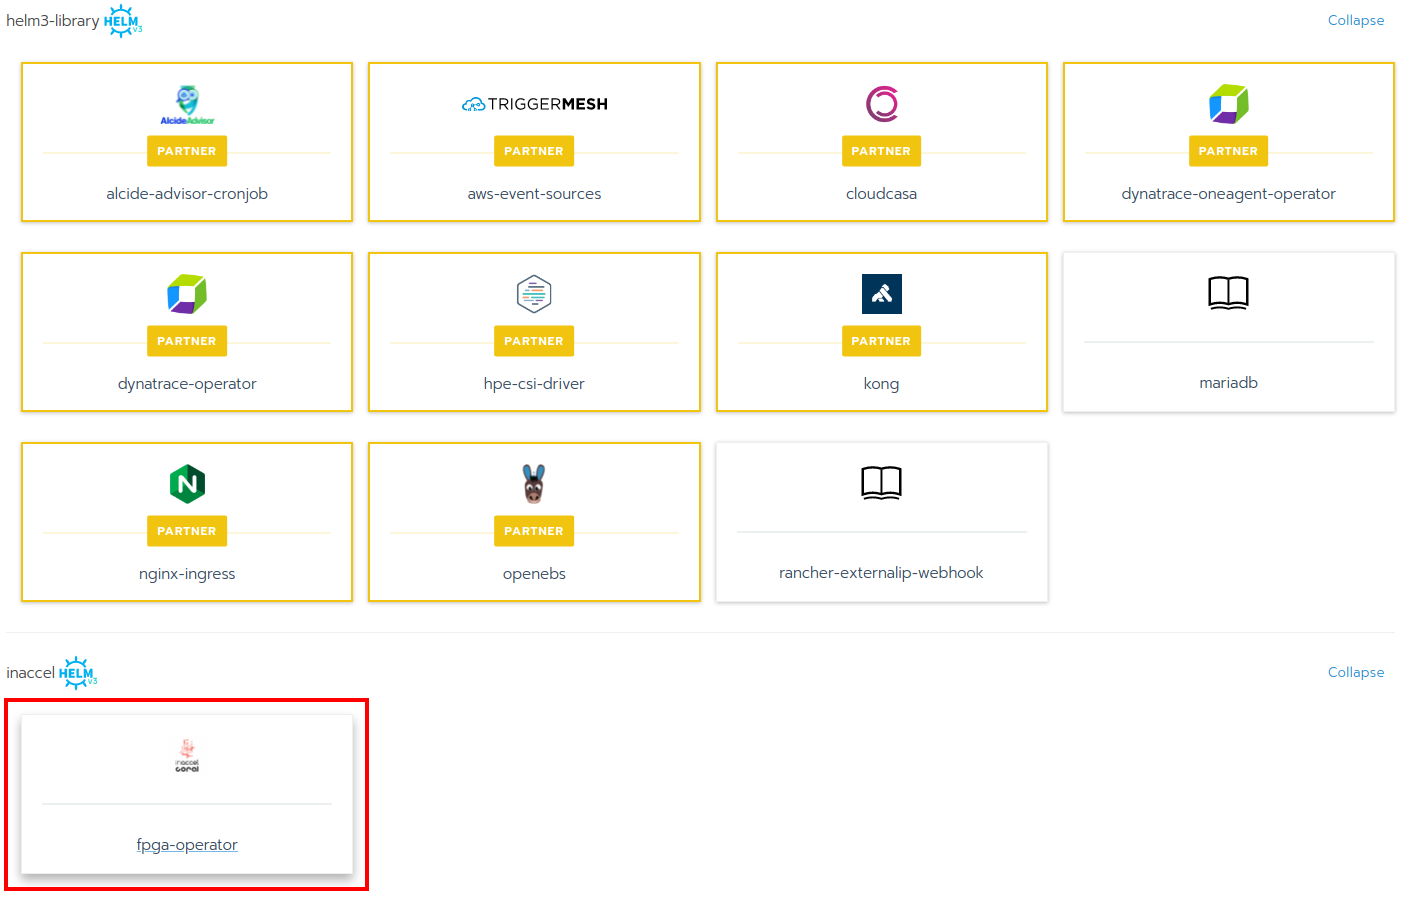 helm3-library HELM V3 Collapse
AlcideAdvisor
PARTNER
alcide-advisor-cronjob
TRIGGERMESH
PARTNER
aws-event-sources
PARTNER
cloudcasa
PARTNER
dynatrace-oneagent-operator
PARTNER
dynatrace-operator
PARTNER
hpe-csi-driver
PARTNER
kong
mariadb
N
PARTNER
nginx-ingress
PARTNER
openebs
rancher-externalip-webhook
inaccel HELM V3 Collapse
inaccel
coral
fpga-operator